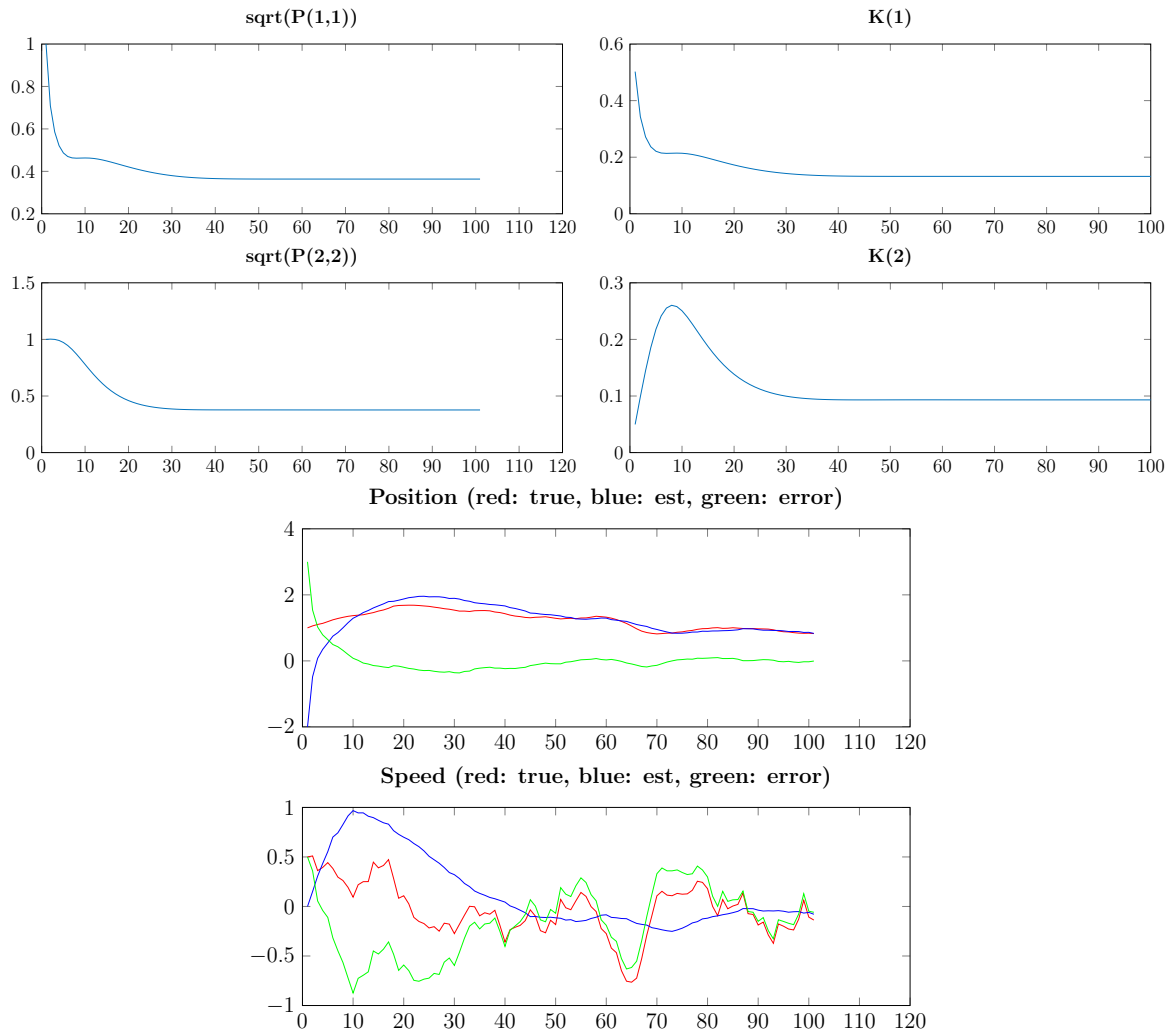 sqrt(P(1,1))
1
0.8
0.6
0.4
0.2
0 10 20 30 40 50 60 70 80 90 100 110 120
K(1)
0.6
0.4
0.2
0
0 10 20 30 40 50 60 70 80 90 100
sqrt(P(2,2))
1.5
1
0.5
0
0 10 20 30 40 50 60 70 80 90 100 110 120
K(2)
0.3
0.2
0.1
0
0 10 20 30 40 50 60 70 80 90 100
Position (red: true, blue: est, green: error)
4
2
0
−2
0 10 20 30 40 50 60 70 80 90 100 110 120
Speed (red: true, blue: est, green: error)
1
0.5
0
−0.5
−1
0 10 20 30 40 50 60 70 80 90 100 110 120